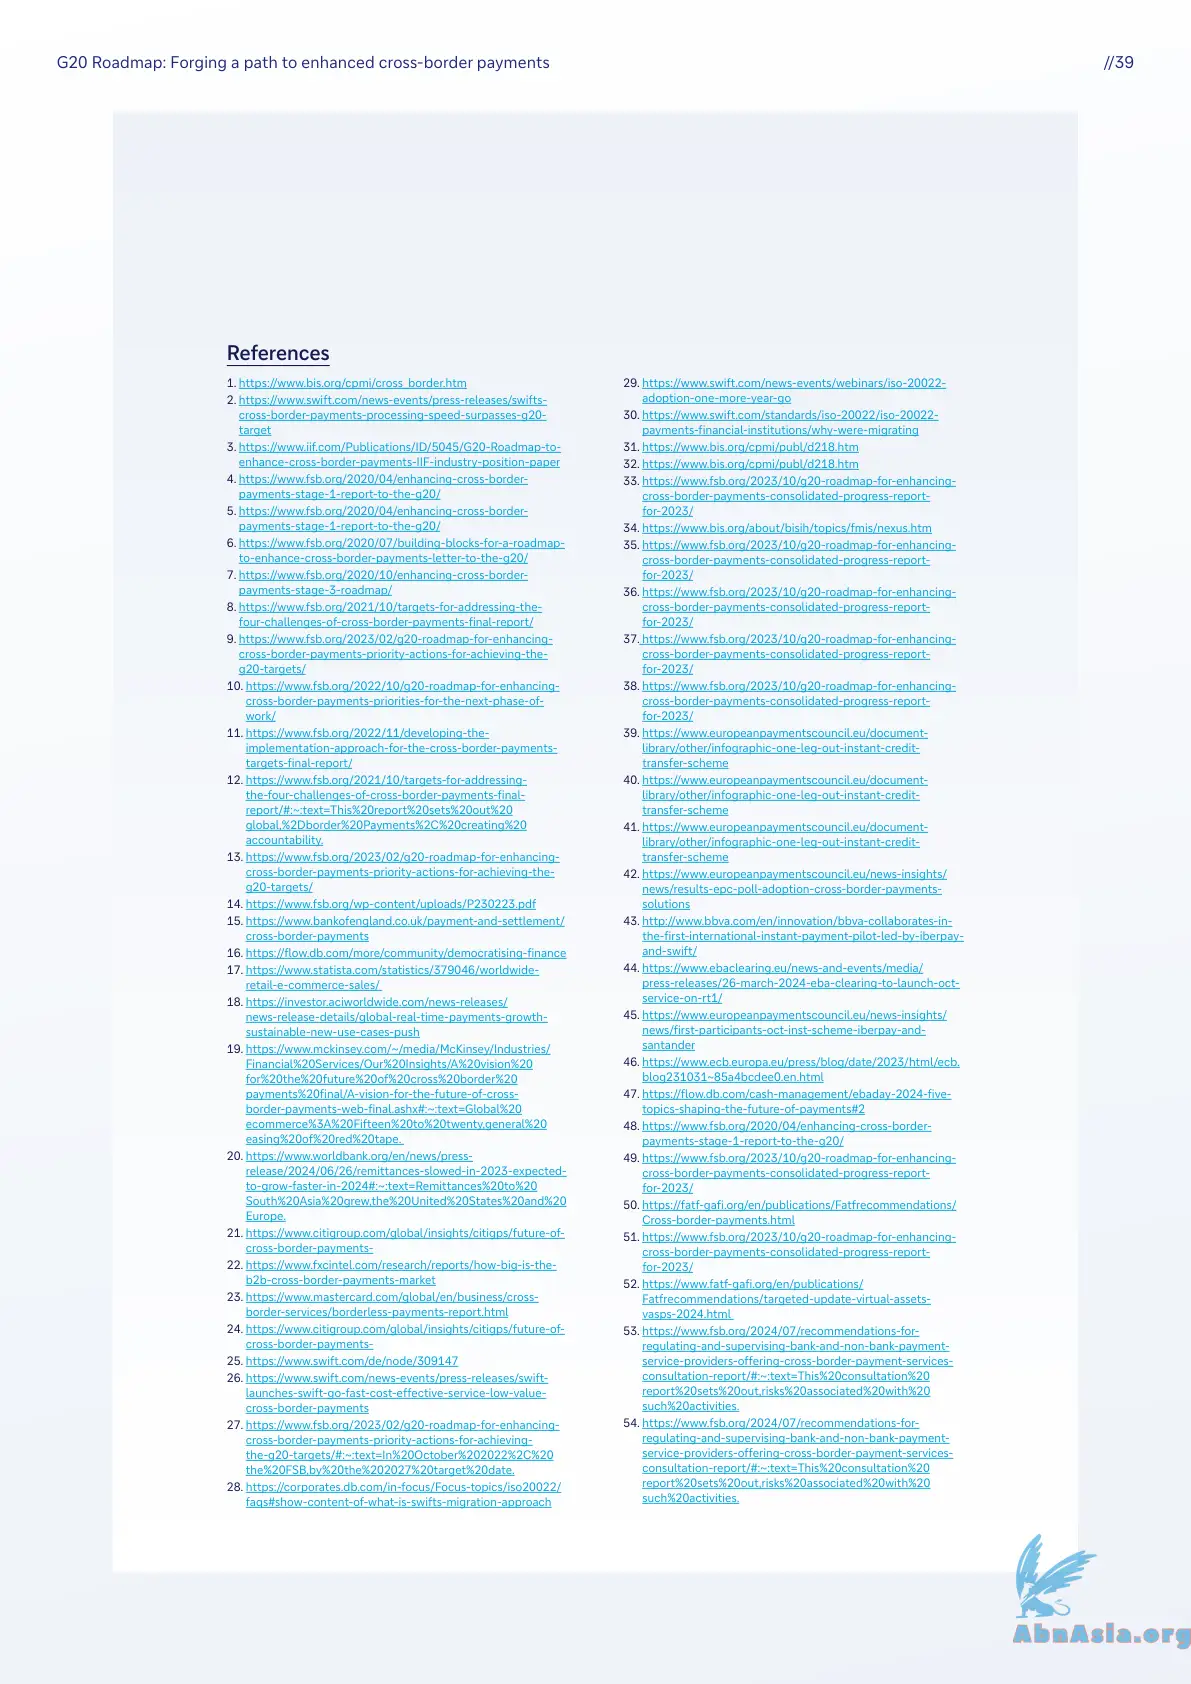 G20 Roadmap: Forging a path to enhanced cross-border payments
//39
References
1. https://www.bis.org/cpmi/cross_border.htm
2. https://www.swift.com/news-events/press-releases/swifts-
cross-border-payments-processing-speed-surpasses-g20-
target
3. https://www.iif.com/Publications/ID/5045/G20-Roadmap-to-
enhance-cross-border-payments-IIF-industry-position-paper
4. https://www.fsb.org/2020/04/enhancing-cross-border-
payments-stage-1-report-to-the-g20/
5. https://www.fsb.org/2020/04/enhancing-cross-border-
payments-stage-1-report-to-the-g20/
6. https://www.fsb.org/2020/07/building-blocks-for-a-roadmap-
to-enhance-cross-border-payments-letter-to-the-g20/
7. https://www.fsb.org/2020/10/enhancing-cross-border-
payments-stage-3-roadmap/
8. https://www.fsb.org/2021/10/targets-for-addressing-the-
four-challenges-of-cross-border-payments-final-report/
9. https://www.fsb.org/2023/02/g20-roadmap-for-enhancing-
cross-border-payments-priority-actions-for-achieving-the-
g20-targets/
10. https://www.fsb.org/2022/10/g20-roadmap-for-enhancing-
cross-border-payments-priorities-for-the-next-phase-of-
work/
11. https://www.fsb.org/2022/11/developing-the-
implementation-approach-for-the-cross-border-payments-
targets-final-report/
12. https://www.fsb.org/2021/10/targets-for-addressing-
the-four-challenges-of-cross-border-payments-final-
report/#:~:text=This%20report%20sets%20out%20
global,%2Dborder%20Payments%2C%20creating%20
accountability.
13. https://www.fsb.org/2023/02/g20-roadmap-for-enhancing-
cross-border-payments-priority-actions-for-achieving-the-
g20-targets/
14. https://www.fsb.org/wp-content/uploads/P230223.pdf
15. https://www.bankofengland.co.uk/payment-and-settlement/
cross-border-payments
16. https://flow.db.com/more/community/democratising-finance
17. https://www.statista.com/statistics/379046/worldwide-
retail-e-commerce-sales/
18. https://investor.aciworldwide.com/news-releases/
news-release-details/global-real-time-payments-growth-
sustainable-new-use-cases-push
19. https://www.mckinsey.com/~/media/McKinsey/Industries/
Financial%20Services/Our%20Insights/A%20vision%20
for%20the%20future%20of%20cross%20border%20
payments%20final/A-vision-for-the-future-of-cross-
border-payments-web-final.ashx#:~:text=Global%20
ecommerce%3A%20Fifteen%20to%20twenty,general%20
easing%20of%20red%20tape.
20. https://www.worldbank.org/en/news/press-
release/2024/06/26/remittances-slowed-in-2023-expected-
to-grow-faster-in-2024#:~:text=Remittances%20to%20
South%20Asia%20grew,the%20United%20States%20and%20
Europe.
21. https://www.citigroup.com/global/insights/citigps/future-of-
cross-border-payments-
22. https://www.fxcintel.com/research/reports/how-big-is-the-
b2b-cross-border-payments-market
23. https://www.mastercard.com/global/en/business/cross-
border-services/borderless-payments-report.html
24. https://www.citigroup.com/global/insights/citigps/future-of-
cross-border-payments-
25. https://www.swift.com/de/node/309147
26. https://www.swift.com/news-events/press-releases/swift-
launches-swift-go-fast-cost-effective-service-low-value-
cross-border-payments
27. https://www.fsb.org/2023/02/g20-roadmap-for-enhancing-
cross-border-payments-priority-actions-for-achieving-
the-g20-targets/#:~:text=In%20October%202022%2C%20
the%20FSB,by%20the%202027%20target%20date.
28. https://corporates.db.com/in-focus/Focus-topics/iso20022/
faqs#show-content-of-what-is-swifts-migration-approach
29. https://www.swift.com/news-events/webinars/iso-20022-
adoption-one-more-year-go
30. https://www.swift.com/standards/iso-20022/iso-20022-
payments-financial-institutions/why-were-migrating
31. https://www.bis.org/cpmi/publ/d218.htm
32. https://www.bis.org/cpmi/publ/d218.htm
33. https://www.fsb.org/2023/10/g20-roadmap-for-enhancing-
cross-border-payments-consolidated-progress-report-
for-2023/
34. https://www.bis.org/about/bisih/topics/fmis/nexus.htm
35. https://www.fsb.org/2023/10/g20-roadmap-for-enhancing-
cross-border-payments-consolidated-progress-report-
for-2023/
36. https://www.fsb.org/2023/10/g20-roadmap-for-enhancing-
cross-border-payments-consolidated-progress-report-
for-2023/
37. https://www.fsb.org/2023/10/g20-roadmap-for-enhancing-
cross-border-payments-consolidated-progress-report-
for-2023/
38. https://www.fsb.org/2023/10/g20-roadmap-for-enhancing-
cross-border-payments-consolidated-progress-report-
for-2023/
39. https://www.europeanpaymentscouncil.eu/document-
library/other/infographic-one-leg-out-instant-credit-
transfer-scheme
40. https://www.europeanpaymentscouncil.eu/document-
library/other/infographic-one-leg-out-instant-credit-
transfer-scheme
41. https://www.europeanpaymentscouncil.eu/document-
library/other/infographic-one-leg-out-instant-credit-
transfer-scheme
42. https://www.europeanpaymentscouncil.eu/news-insights/
news/results-epc-poll-adoption-cross-border-payments-
solutions
43. http://www.bbva.com/en/innovation/bbva-collaborates-in-
the-first-international-instant-payment-pilot-led-by-iberpay-
and-swift/
44. https://www.ebaclearing.eu/news-and-events/media/
press-releases/26-march-2024-eba-clearing-to-launch-oct-
service-on-rt1/
45. https://www.europeanpaymentscouncil.eu/news-insights/
news/first-participants-oct-inst-scheme-iberpay-and-
santander
46. https://www.ecb.europa.eu/press/blog/date/2023/html/ecb.
blog231031~85a4bcdee0.en.html
47. https://flow.db.com/cash-management/ebaday-2024-five-
topics-shaping-the-future-of-payments#2
48. https://www.fsb.org/2020/04/enhancing-cross-border-
payments-stage-1-report-to-the-g20/
49. https://www.fsb.org/2023/10/g20-roadmap-for-enhancing-
cross-border-payments-consolidated-progress-report-
for-2023/
50. https://fatf-gafi.org/en/publications/Fatfrecommendations/
Cross-border-payments.html
51. https://www.fsb.org/2023/10/g20-roadmap-for-enhancing-
cross-border-payments-consolidated-progress-report-
for-2023/
52. https://www.fatf-gafi.org/en/publications/
Fatfrecommendations/targeted-update-virtual-assets-
vasps-2024.html
53. https://www.fsb.org/2024/07/recommendations-for-
regulating-and-supervising-bank-and-non-bank-payment-
service-providers-offering-cross-border-payment-services-
consultation-report/#:~:text=This%20consultation%20
report%20sets%20out,risks%20associated%20with%20
such%20activities.
54. https://www.fsb.org/2024/07/recommendations-for-
regulating-and-supervising-bank-and-non-bank-payment-
service-providers-offering-cross-border-payment-services-
consultation-report/#:~:text=This%20consultation%20
report%20sets%20out,risks%20associated%20with%20
such%20activities.
AbnAsia.org